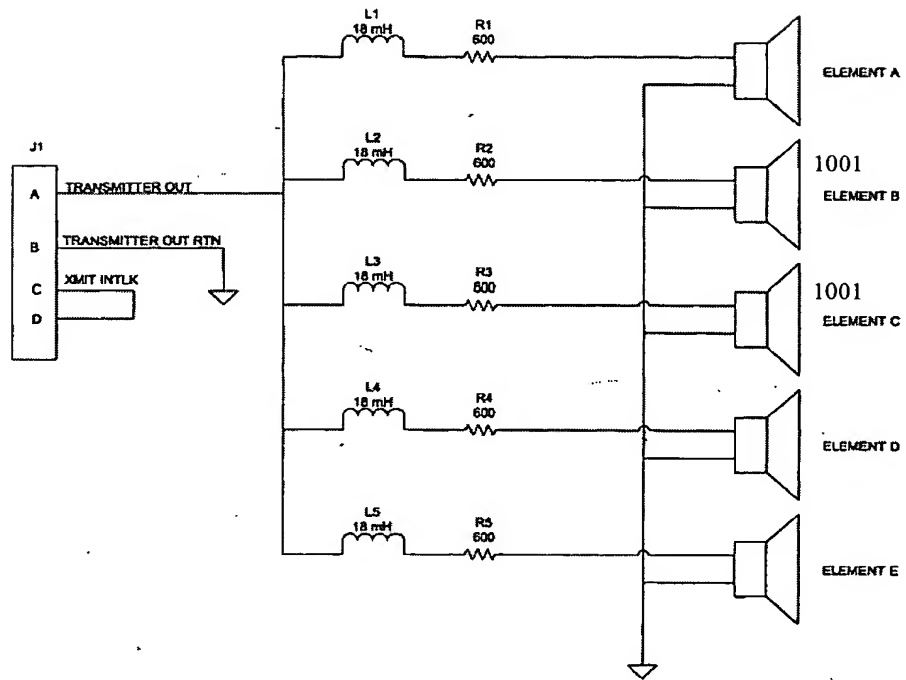 L1
18 mH
R1
600
ELEMENT A
J1
L2
18 mH
R2
600
1001
ELEMENT B
A
TRANSMITTER OUT
B
TRANSMITTER OUT RTN
L3
18 mH
R3
600
1001
ELEMENT C
C
XMIT INTLK
D
L4
18 mH
R4
600
ELEMENT D
L5
18 mH
R5
600
ELEMENT E